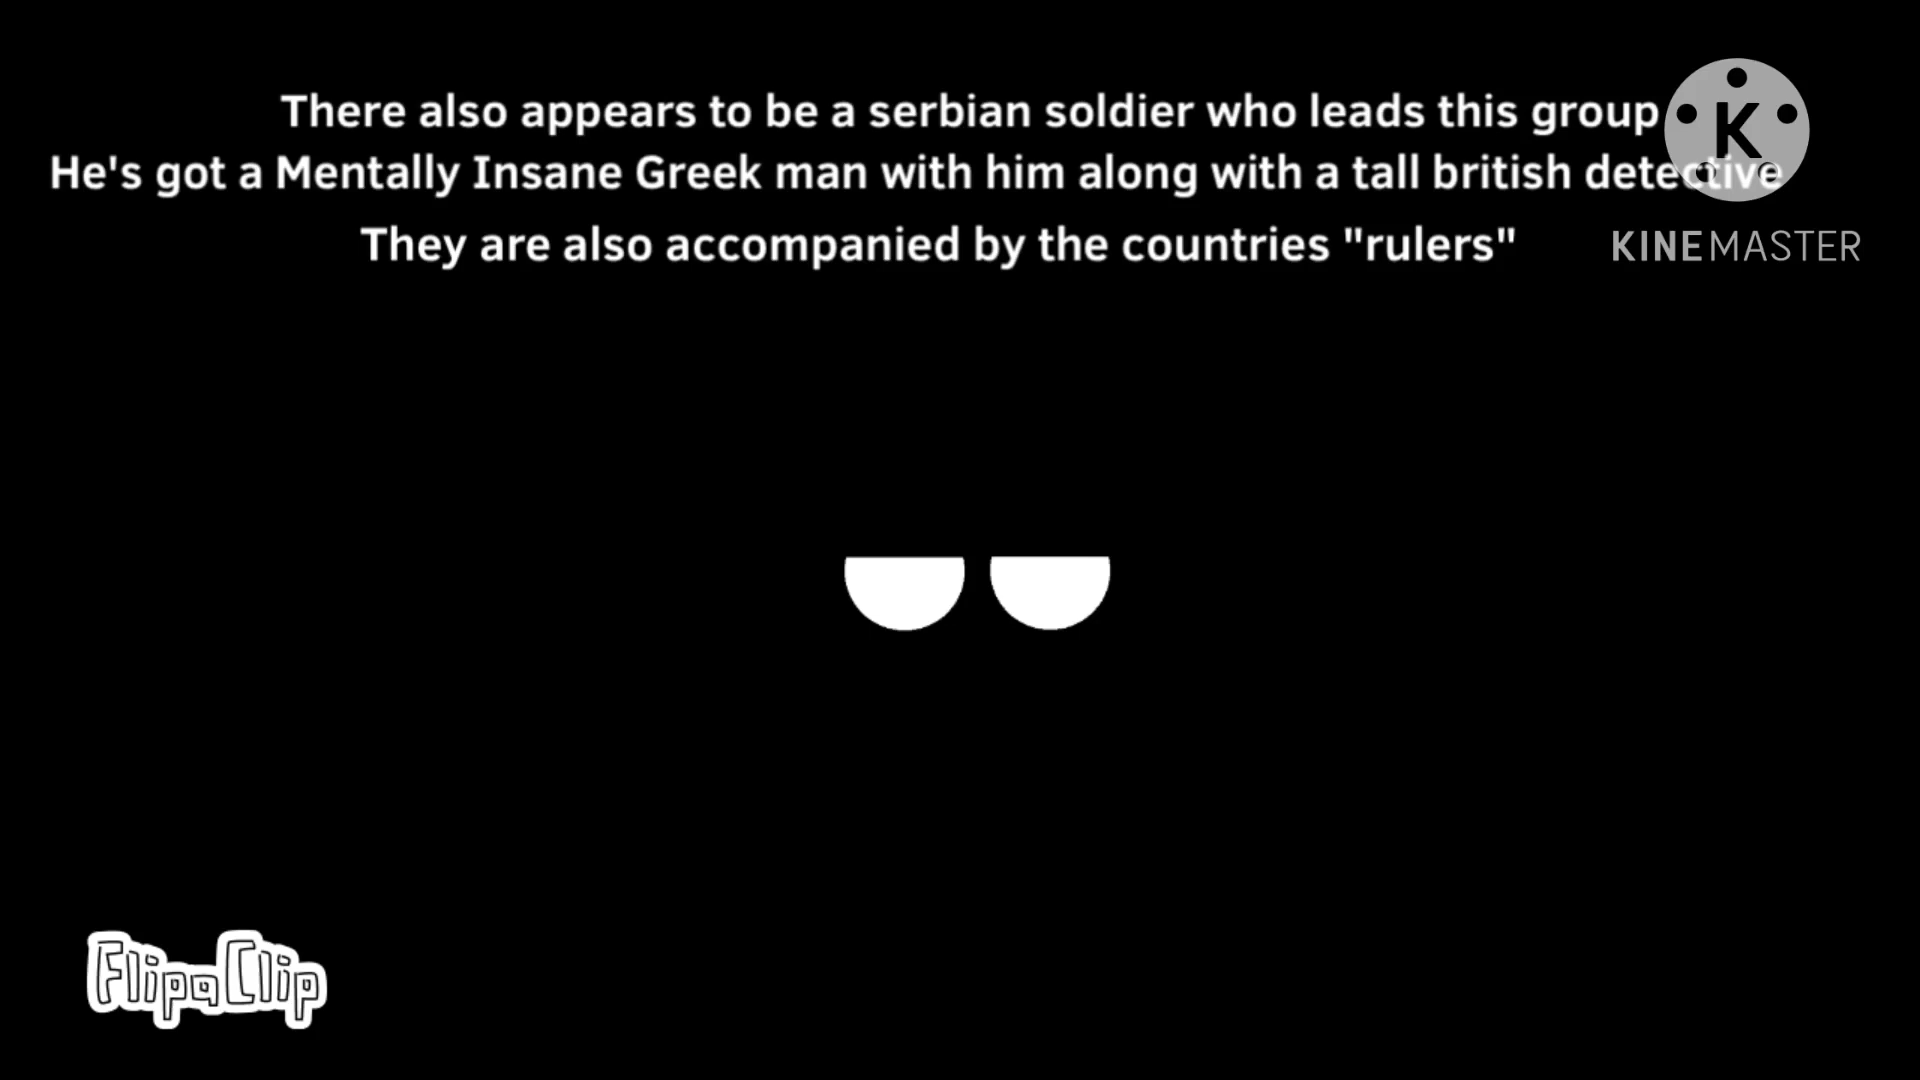 There also appears to be a serbian soldier who leads this group
He's got a Mentally Insane Greek man with him along with a tall british detective
They are also accompanied by the countries "rulers"
K
KINEMASTER
FlipaClip